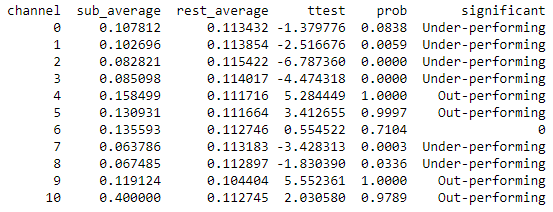 channel sub_average rest_average ttest prob significant
0 0.107812 0.113432 -1.379776 0.0838 Under-performing
1 0.102696 0.113854 -2.516676 0.0059 Under-performing
2 0.082821 0.115422 -6.787360 0.0000 Under-performing
3 0.085098 0.114017 -4.474318 0.0000 Under-performing
4 0.158499 0.111716 5.284449 1.0000 Out-performing
5 0.130931 0.111664 3.412655 0.9997 Out-performing
6 0.135593 0.112746 0.554522 0.7104 0
7 0.063786 0.113183 -3.428313 0.0003 Under-performing
8 0.067485 0.112897 -1.830390 0.0336 Under-performing
9 0.119124 0.104404 5.552361 1.0000 Out-performing
10 0.400000 0.112745 2.030580 0.9789 Out-performing